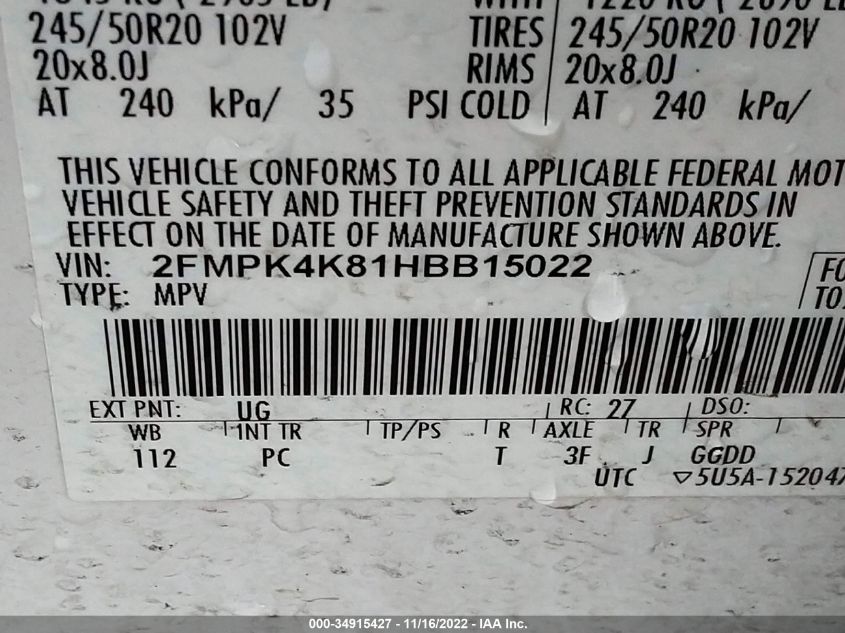 245/50R20 102V TIRES 245/50R20 102V
20x8.0J RIMS 20x8.0J
AT 240 kPa/ 35 PSI COLD AT 240 kPa/
THIS VEHICLE CONFORMS TO ALL APPLICABLE FEDERAL MOT
VEHICLE SAFETY AND THEFT PREVENTION STANDARDS IN
EFFECT ON THE DATE OF MANUFACTURE SHOWN ABOVE.
VIN: 2FMPK4K81HBB15022 FO
TYPE: MPV TO
EXT PNT: UG RC: 27 DSO:
WB INT TR TP/PS R AXLE TR SPR
112 PC T 3F J GGDD
UTC ▽5U5A-152047
000-34915427 - 11/16/2022 - IAA Inc.